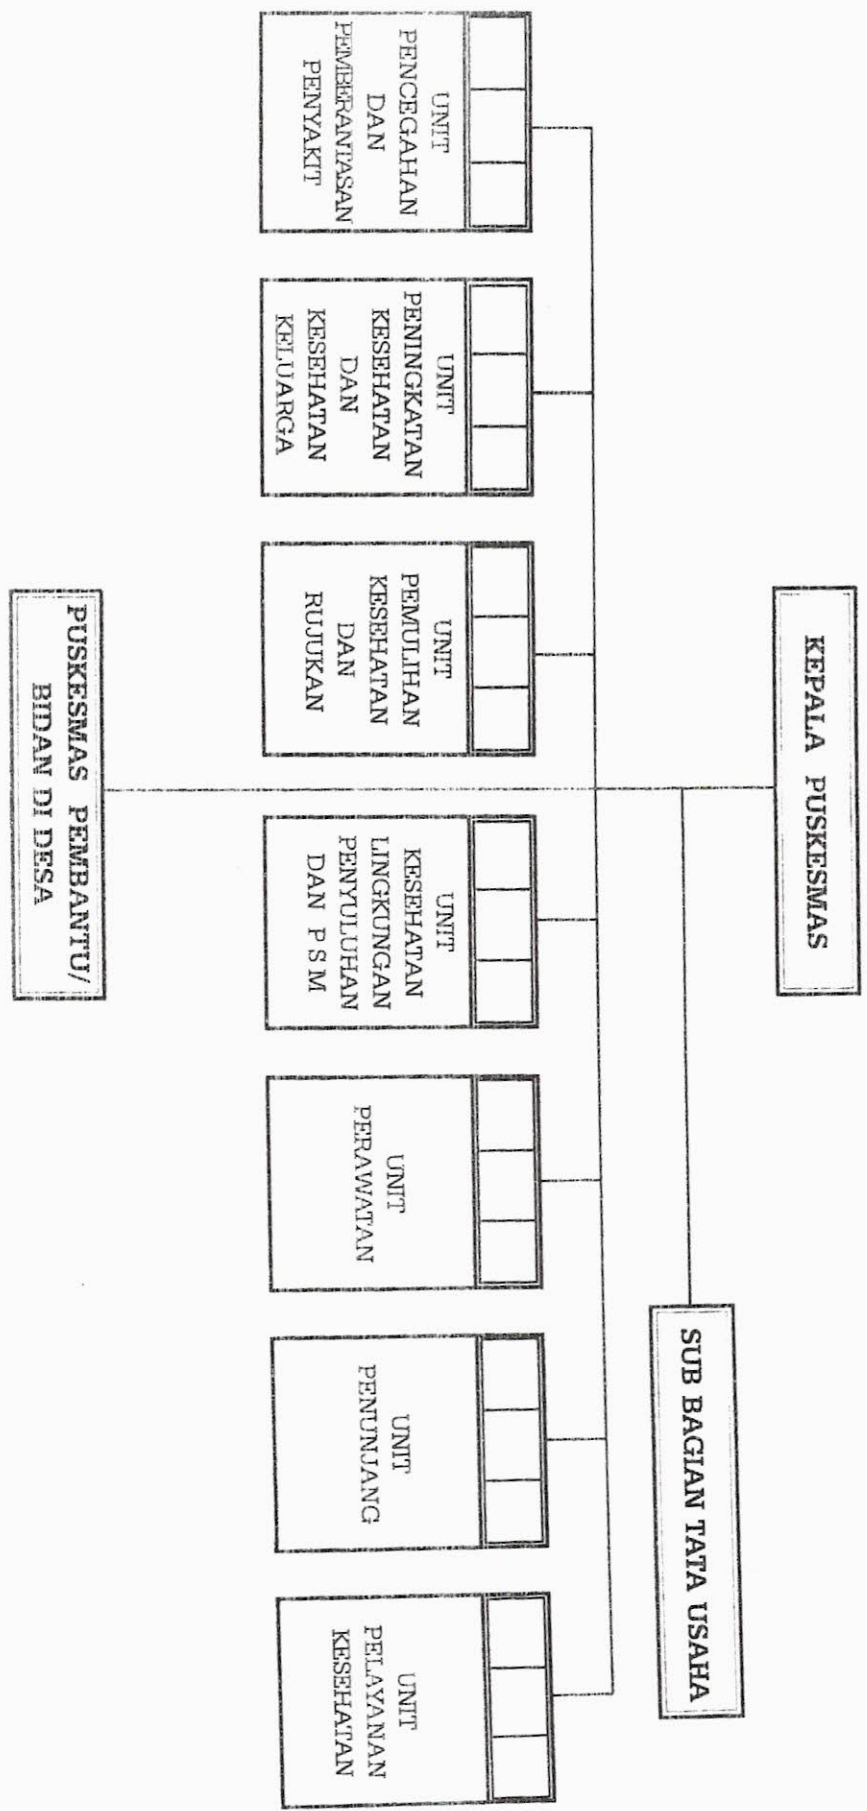 KEPALA PUSKESMAS
SUB BAGIAN TATA USAHA
UNIT
PENCEGAHAN
DAN
PEMBERANTASAN
PENYAKIT
UNIT
PENINGKATAN
KESEHATAN
DAN
KESEHATAN
KELUARGA
UNIT
PEMULIHAN
KESEHATAN
DAN
RUJUKAN
UNIT
KESEHATAN
LINGKUNGAN
PENYULUHAN
DAN P S M
UNIT
PERAWATAN
UNIT
PENUNJANG
UNIT
PELAYANAN
KESEHATAN
PUSKESMAS PEMBANTU/
BIDAN DI DESA